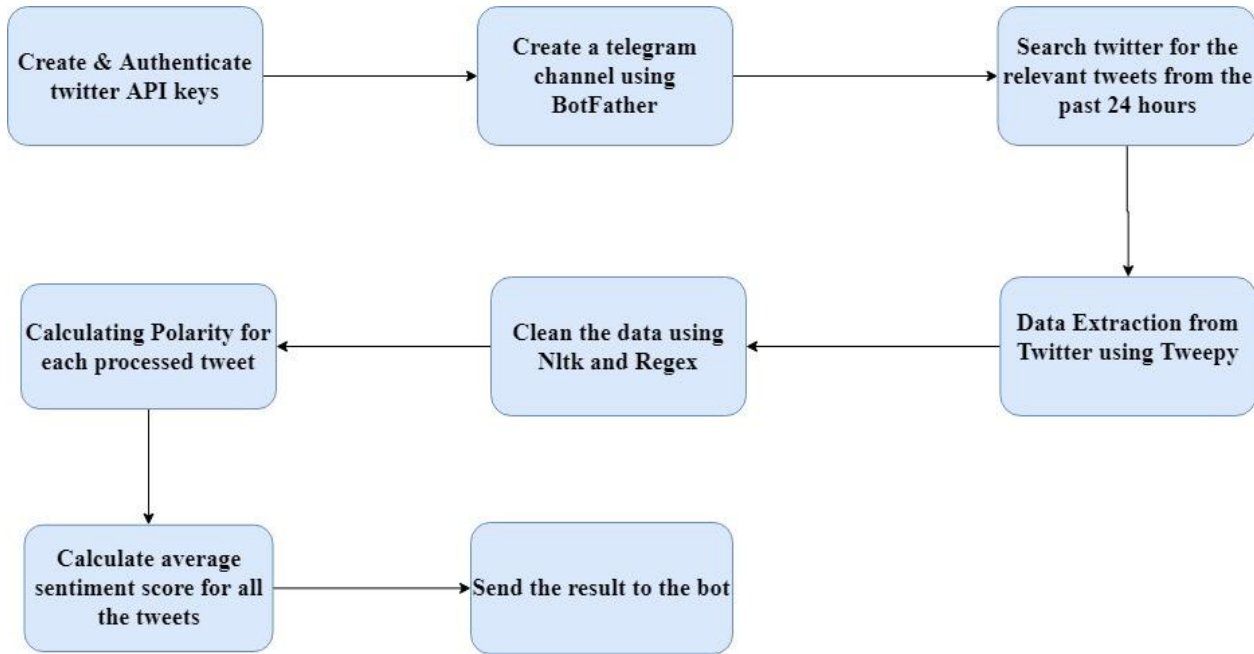 Create & Authenticate
twitter API keys
Create a telegram
channel using
BotFather
Search twitter for the
relevant tweets from the
past 24 hours
Data Extraction from
Twitter using Tweepy
Clean the data using
Nltk and Regex
Calculating Polarity for
each processed tweet
Calculate average
sentiment score for all
the tweets
Send the result to the bot